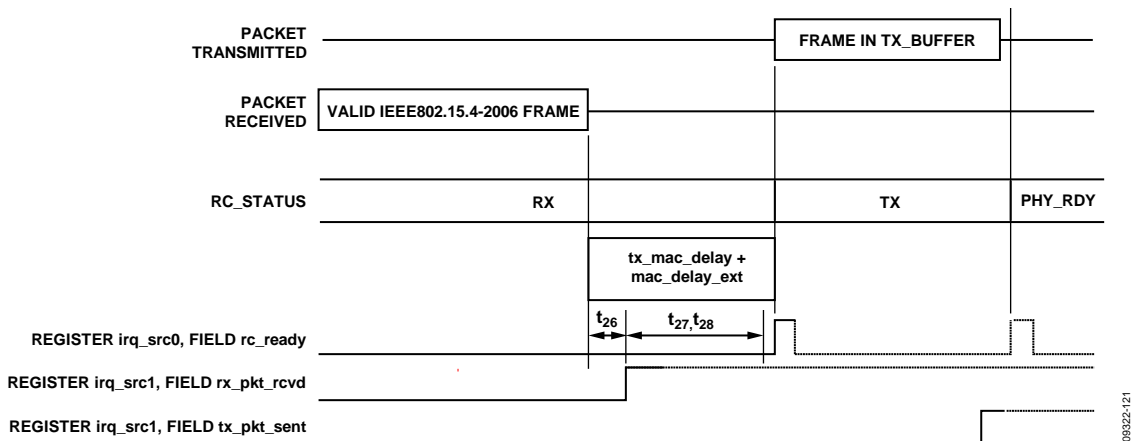 PACKET
TRANSMITTED
FRAME IN TX_BUFFER
PACKET
RECEIVED
VALID IEEE802.15.4-2006 FRAME
RC_STATUS
RX
TX
PHY_RDY
tx_mac_delay +
mac_delay_ext
t26
t27,t28
REGISTER irq_src0, FIELD rc_ready
REGISTER irq_src1, FIELD rx_pkt_rcvd
REGISTER irq_src1, FIELD tx_pkt_sent
09322-121